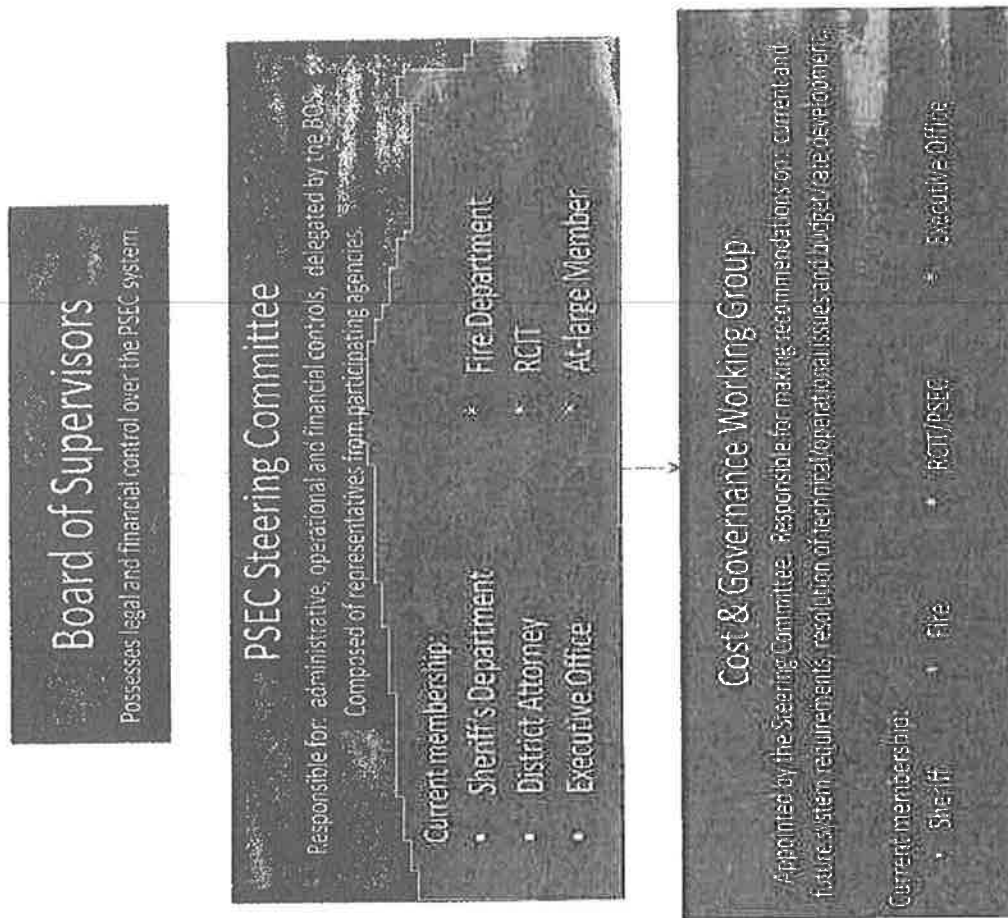 Board of Supervisors
Possesses legal and financial control over the PSEC system.
PSEC Steering Committee
Responsible for: administrative, operational and financial controls, delegated by the BOS.
Composed of representatives from participating agencies.
Current membership:
• Sheriff's Department
• District Attorney
• Executive Office
* Fire Department
• RCIT
* At-large Member
Cost & Governance Working Group
Appointed by the Steering Committee. Responsible for making recommendations on: current and
future system requirements, resolution of technical/operational issues and budget/rate development.
Current membership:
• Sheriff • Fire • RCIT/PSEC * Executive Office